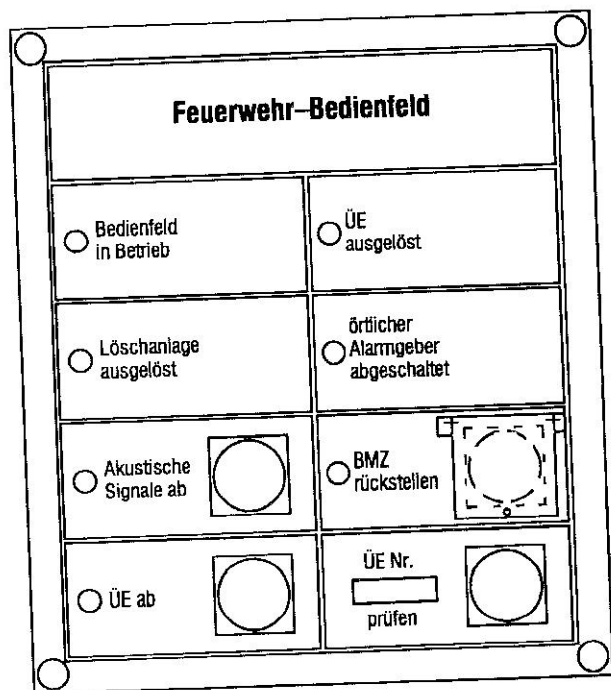 Feuerwehr–Bedienfeld
Bedienfeld
in Betrieb
ÜE
ausgelöst
Löschanlage
ausgelöst
örtlicher
Alarmgeber
abgeschaltet
Akustische
Signale ab
BMZ
rückstellen
ÜE ab
ÜE Nr.
prüfen